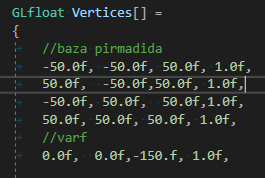 GLfloat Vertices[] =
{
//baza pirmadida
-50.0f, -50.0f, 50.0f, 1.0f,
50.0f,  -50.0f,50.0f, 1.0f,
-50.0f, 50.0f,  50.0f,1.0f,
50.0f, 50.0f, 50.0f, 1.0f,
//varf
0.0f,  0.0f,-150.f, 1.0f,